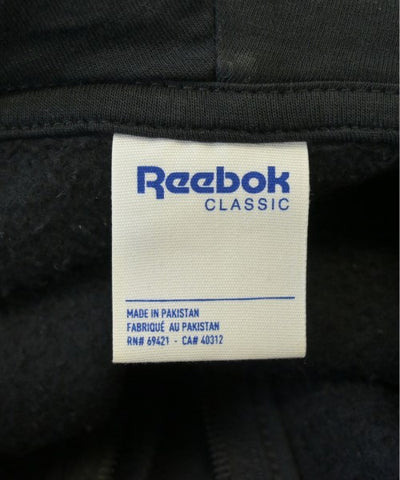 Reebok
CLASSIC
MADE IN PAKISTAN
FABRIQUÉ AU PAKISTAN
RN# 69421 - CA# 40312